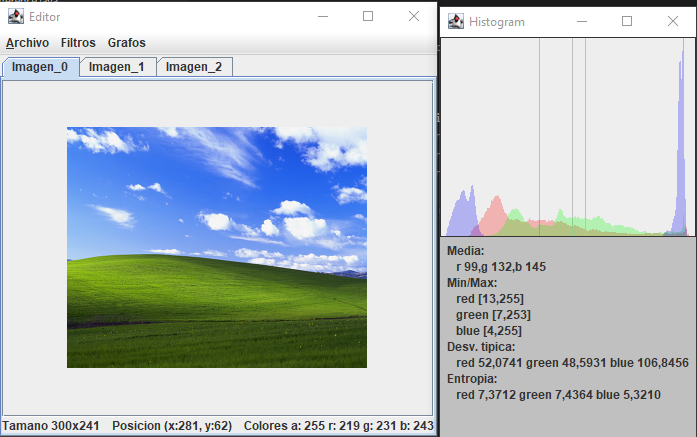 Editor
Archivo Filtros Grafos
Imagen_0 Imagen_1 Imagen_2
Tamano 300x241 Posicion (x:281, y:62) Colores a: 255 r: 219 g: 231 b: 243
Histogram
Media:
r 99,g 132,b 145
Min/Max:
red [13,255]
green [7,253]
blue [4,255]
Desv. tipica:
red 52,0741 green 48,5931 blue 106,8456
Entropia:
red 7,3712 green 7,4364 blue 5,3210